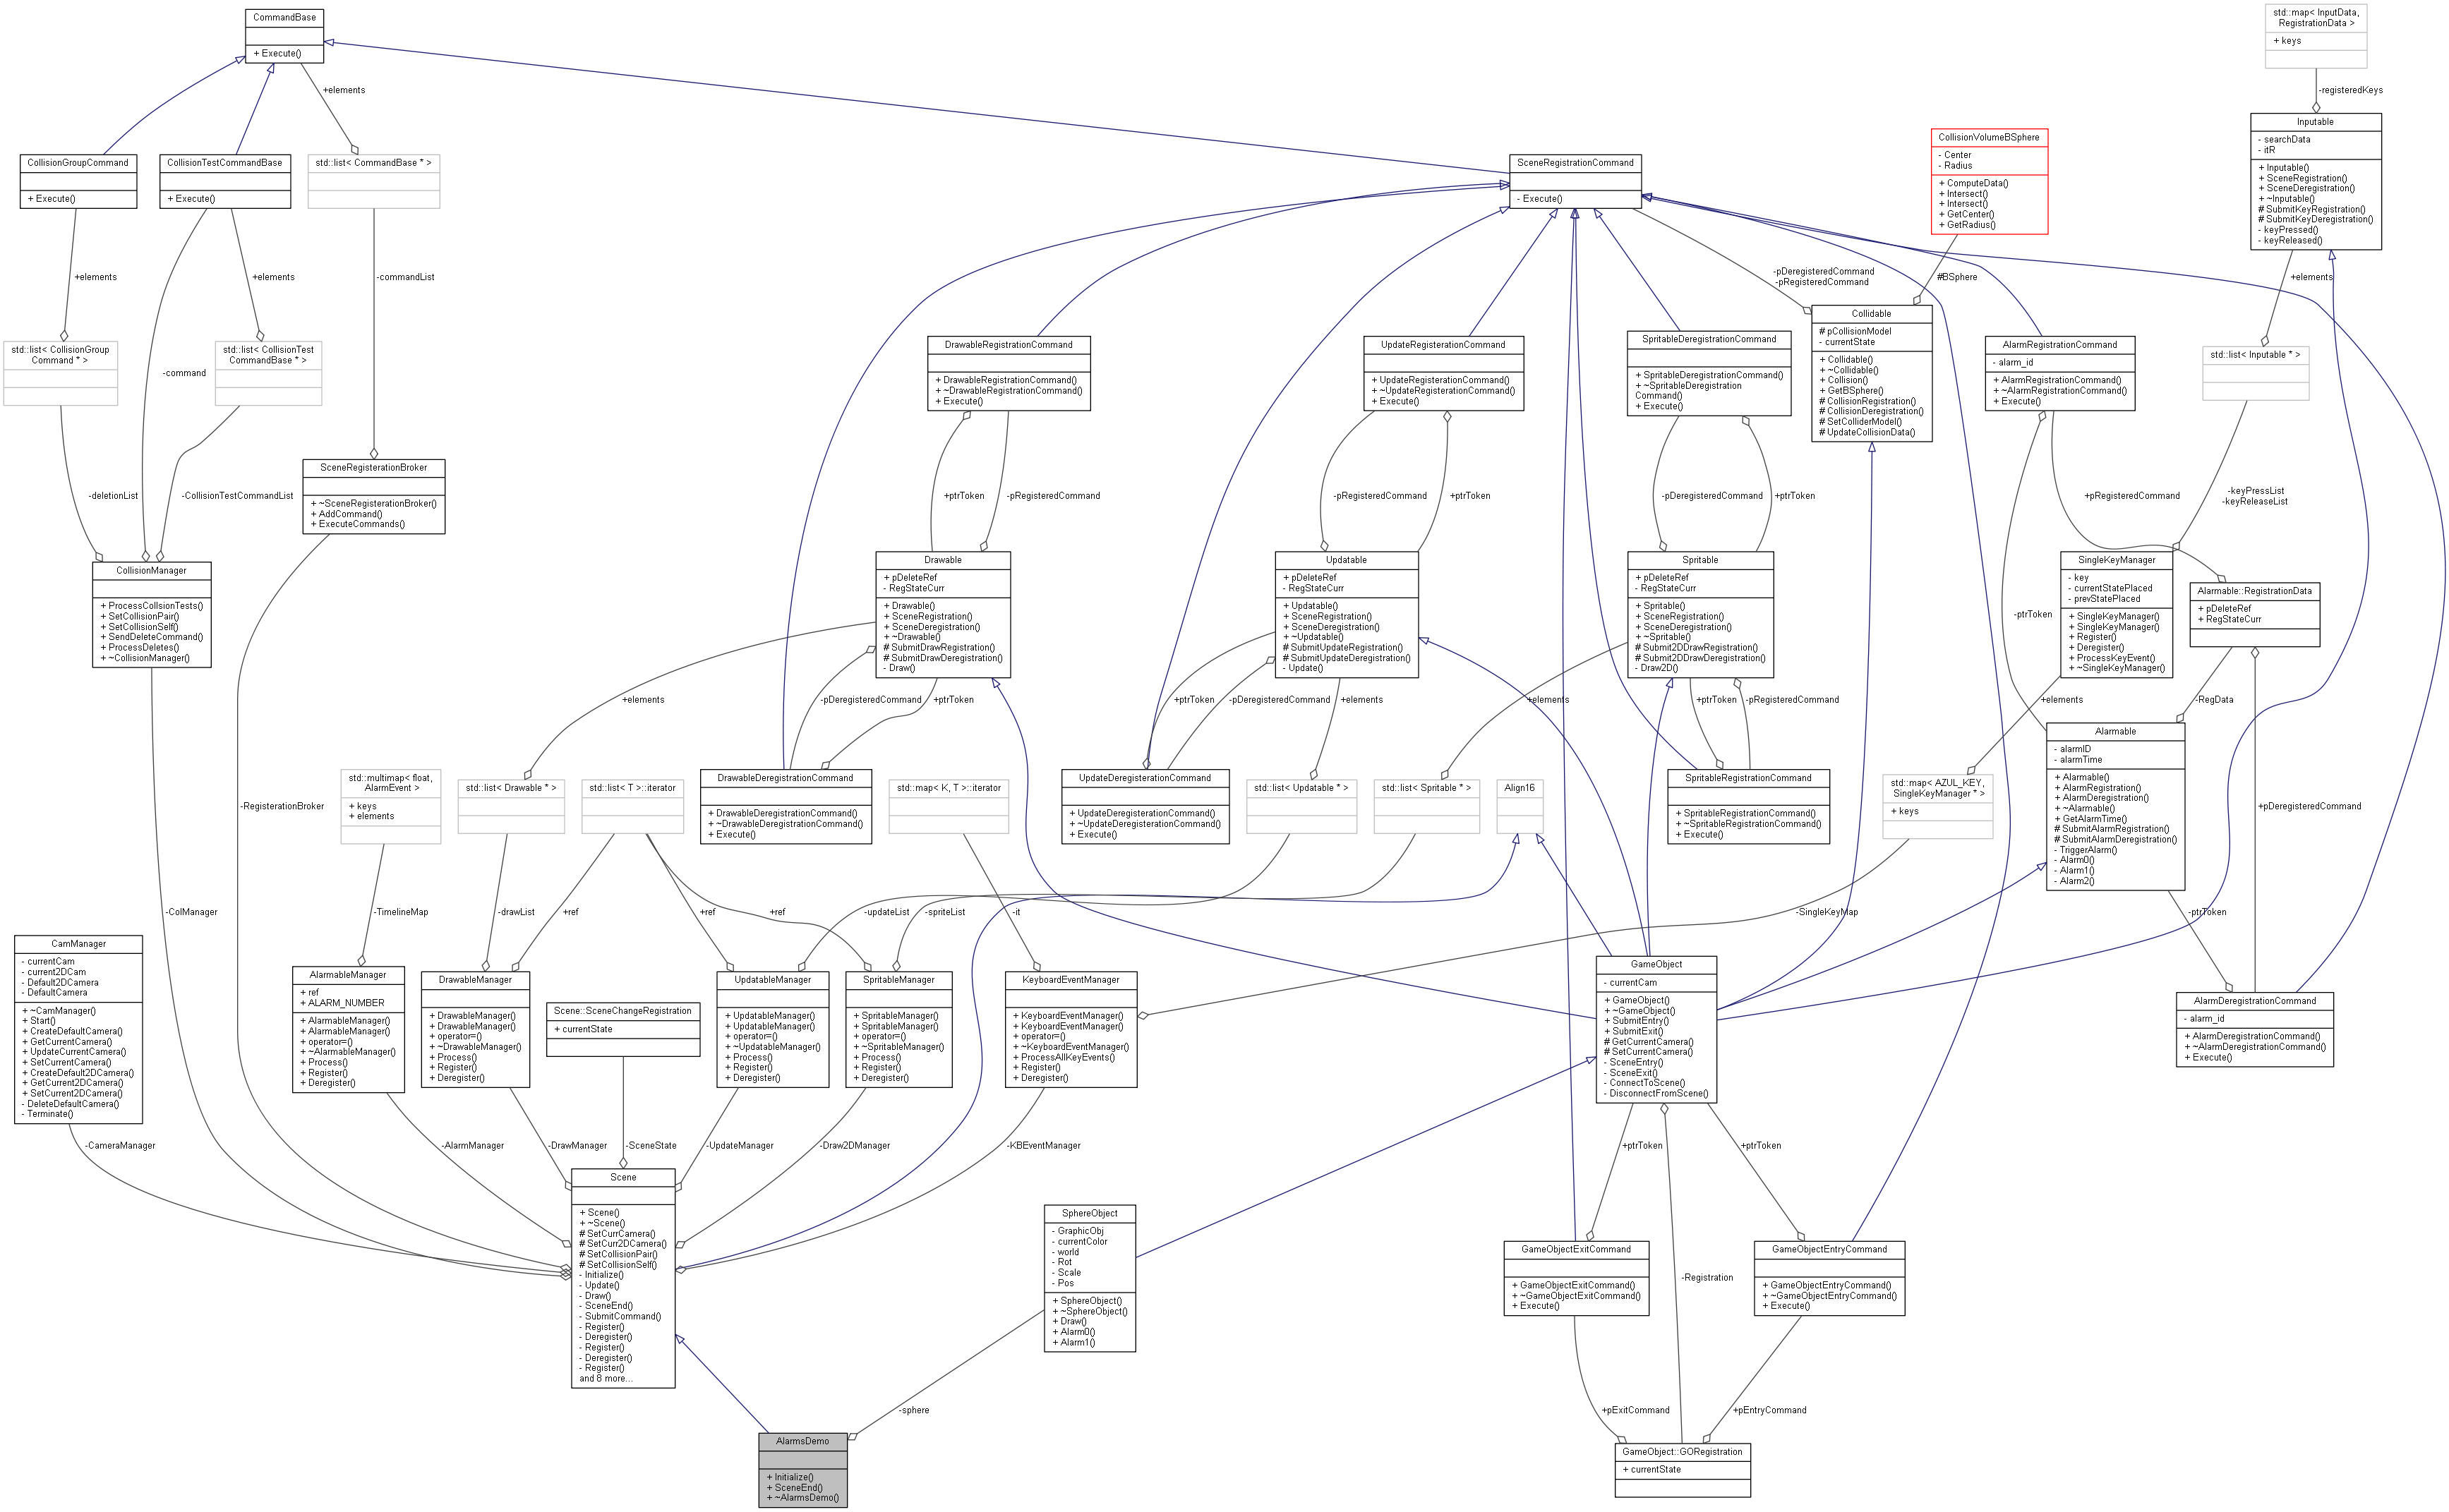 CommandBase
+ Execute()
std::map< InputData,
RegistrationData >
+ keys
+elements
-registeredKeys
Inputable
- searchData
- itR
+ Inputable()
+ SceneRegistration()
+ SceneDeregistration()
+ ~Inputable()
# SubmitKeyRegistration()
# SubmitKeyDeregistration()
- keyPressed()
- keyReleased()
CollisionVolumeBSphere
- Center
- Radius
+ ComputeData()
+ Intersect()
+ Intersect()
+ GetCenter()
+ GetRadius()
CollisionGroupCommand
+ Execute()
CollisionTestCommandBase
+ Execute()
std::list< CommandBase * >
SceneRegistrationCommand
- Execute()
+elements
+elements
-commandList
-pDeregisteredCommand
-pRegisteredCommand
#BSphere
+elements
std::list< CollisionGroup
Command * >
-command
std::list< CollisionTest
CommandBase * >
DrawableRegistrationCommand
+ DrawableRegistrationCommand()
+ ~DrawableRegistrationCommand()
+ Execute()
UpdateRegisterationCommand
+ UpdateRegisterationCommand()
+ ~UpdateRegisterationCommand()
+ Execute()
SpritableDeregistrationCommand
+ SpritableDeregistrationCommand()
+ ~SpritableDeregistration
Command()
+ Execute()
Collidable
# pCollisionModel
- currentState
+ Collidable()
+ ~Collidable()
+ Collision()
+ GetBSphere()
# CollisionRegistration()
# CollisionDeregistration()
# SetColliderModel()
# UpdateCollisionData()
AlarmRegistrationCommand
- alarm_id
+ AlarmRegistrationCommand()
+ ~AlarmRegistrationCommand()
+ Execute()
std::list< Inputable * >
-deletionList
-CollisionTestCommandList
SceneRegisterationBroker
+ ~SceneRegisterationBroker()
+ AddCommand()
+ ExecuteCommands()
+ptrToken
-pRegisteredCommand
-pRegisteredCommand
+ptrToken
-pDeregisteredCommand
+ptrToken
+pRegisteredCommand
-keyPressList
-keyReleaseList
CollisionManager
+ ProcessCollsionTests()
+ SetCollisionPair()
+ SetCollisionSelf()
+ SendDeleteCommand()
+ ProcessDeletes()
+ ~CollisionManager()
Drawable
+ pDeleteRef
- RegStateCurr
+ Drawable()
+ SceneRegistration()
+ SceneDeregistration()
+ ~Drawable()
# SubmitDrawRegistration()
# SubmitDrawDeregistration()
- Draw()
Updatable
+ pDeleteRef
- RegStateCurr
+ Updatable()
+ SceneRegistration()
+ SceneDeregistration()
+ ~Updatable()
# SubmitUpdateRegistration()
# SubmitUpdateDeregistration()
- Update()
Spritable
+ pDeleteRef
- RegStateCurr
+ Spritable()
+ SceneRegistration()
+ SceneDeregistration()
+ ~Spritable()
# Submit2DDrawRegistration()
# Submit2DDrawDeregistration()
- Draw2D()
-ptrToken
SingleKeyManager
- key
- currentStatePlaced
- prevStatePlaced
+ SingleKeyManager()
+ SingleKeyManager()
+ Register()
+ Deregister()
+ ProcessKeyEvent()
+ ~SingleKeyManager()
Alarmable::RegistrationData
+ pDeleteRef
+ RegStateCurr
+elements
-pDeregisteredCommand
+ptrToken
+ptrToken
-pDeregisteredCommand
+elements
+elements
+ptrToken
-pRegisteredCommand
+elements
-RegData
Alarmable
- alarmID
- alarmTime
+ Alarmable()
+ AlarmRegistration()
+ AlarmDeregistration()
+ ~Alarmable()
+ GetAlarmTime()
# SubmitAlarmRegistration()
# SubmitAlarmDeregistration()
- TriggerAlarm()
- Alarm0()
- Alarm1()
- Alarm2()
-RegisterationBroker
std::multimap< float,
AlarmEvent >
+ keys
+ elements
std::list< Drawable * >
std::list< T >::iterator
DrawableDeregistrationCommand
+ DrawableDeregistrationCommand()
+ ~DrawableDeregistrationCommand()
+ Execute()
std::map< K, T >::iterator
UpdateDeregisterationCommand
+ UpdateDeregisterationCommand()
+ ~UpdateDeregisterationCommand()
+ Execute()
std::list< Updatable * >
std::list< Spritable * >
Align16
SpritableRegistrationCommand
+ SpritableRegistrationCommand()
+ ~SpritableRegistrationCommand()
+ Execute()
std::map< AZUL_KEY,
SingleKeyManager * >
+ keys
+pDeregisteredCommand
-ColManager
-TimelineMap
-drawList
+ref
+ref
+ref
-updateList
-spriteList
-it
-SingleKeyMap
-ptrToken
CamManager
- currentCam
- current2DCam
- Default2DCamera
- DefaultCamera
+ ~CamManager()
+ Start()
+ CreateDefaultCamera()
+ GetCurrentCamera()
+ UpdateCurrentCamera()
+ SetCurrentCamera()
+ CreateDefault2DCamera()
+ GetCurrent2DCamera()
+ SetCurrent2DCamera()
- DeleteDefaultCamera()
- Terminate()
AlarmableManager
+ ref
+ ALARM_NUMBER
+ AlarmableManager()
+ AlarmableManager()
+ operator=()
+ ~AlarmableManager()
+ Process()
+ Register()
+ Deregister()
DrawableManager
+ DrawableManager()
+ DrawableManager()
+ operator=()
+ ~DrawableManager()
+ Process()
+ Register()
+ Deregister()
Scene::SceneChangeRegistration
+ currentState
UpdatableManager
+ UpdatableManager()
+ UpdatableManager()
+ operator=()
+ ~UpdatableManager()
+ Process()
+ Register()
+ Deregister()
SpritableManager
+ SpritableManager()
+ SpritableManager()
+ operator=()
+ ~SpritableManager()
+ Process()
+ Register()
+ Deregister()
KeyboardEventManager
+ KeyboardEventManager()
+ KeyboardEventManager()
+ operator=()
+ ~KeyboardEventManager()
+ ProcessAllKeyEvents()
+ Register()
+ Deregister()
GameObject
- currentCam
+ GameObject()
+ ~GameObject()
+ SubmitEntry()
+ SubmitExit()
# GetCurrentCamera()
# SetCurrentCamera()
- SceneEntry()
- SceneExit()
- ConnectToScene()
- DisconnectFromScene()
AlarmDeregistrationCommand
- alarm_id
+ AlarmDeregistrationCommand()
+ ~AlarmDeregistrationCommand()
+ Execute()
-CameraManager
-AlarmManager
-DrawManager
-SceneState
-UpdateManager
-Draw2DManager
-KBEventManager
+ptrToken
+ptrToken
Scene
+ Scene()
+ ~Scene()
# SetCurrCamera()
# SetCurr2DCamera()
# SetCollisionPair()
# SetCollisionSelf()
- Initialize()
- Update()
- Draw()
- SceneEnd()
- SubmitCommand()
- Register()
- Deregister()
- Register()
- Deregister()
- Register()
and 8 more...
SphereObject
- GraphicObj
- currentColor
- world
- Rot
- Scale
- Pos
+ SphereObject()
+ ~SphereObject()
+ Draw()
+ Alarm0()
+ Alarm1()
GameObjectExitCommand
+ GameObjectExitCommand()
+ ~GameObjectExitCommand()
+ Execute()
-Registration
GameObjectEntryCommand
+ GameObjectEntryCommand()
+ ~GameObjectEntryCommand()
+ Execute()
-sphere
+pExitCommand
+pEntryCommand
AlarmsDemo
+ Initialize()
+ SceneEnd()
+ ~AlarmsDemo()
GameObject::GORegistration
+ currentState